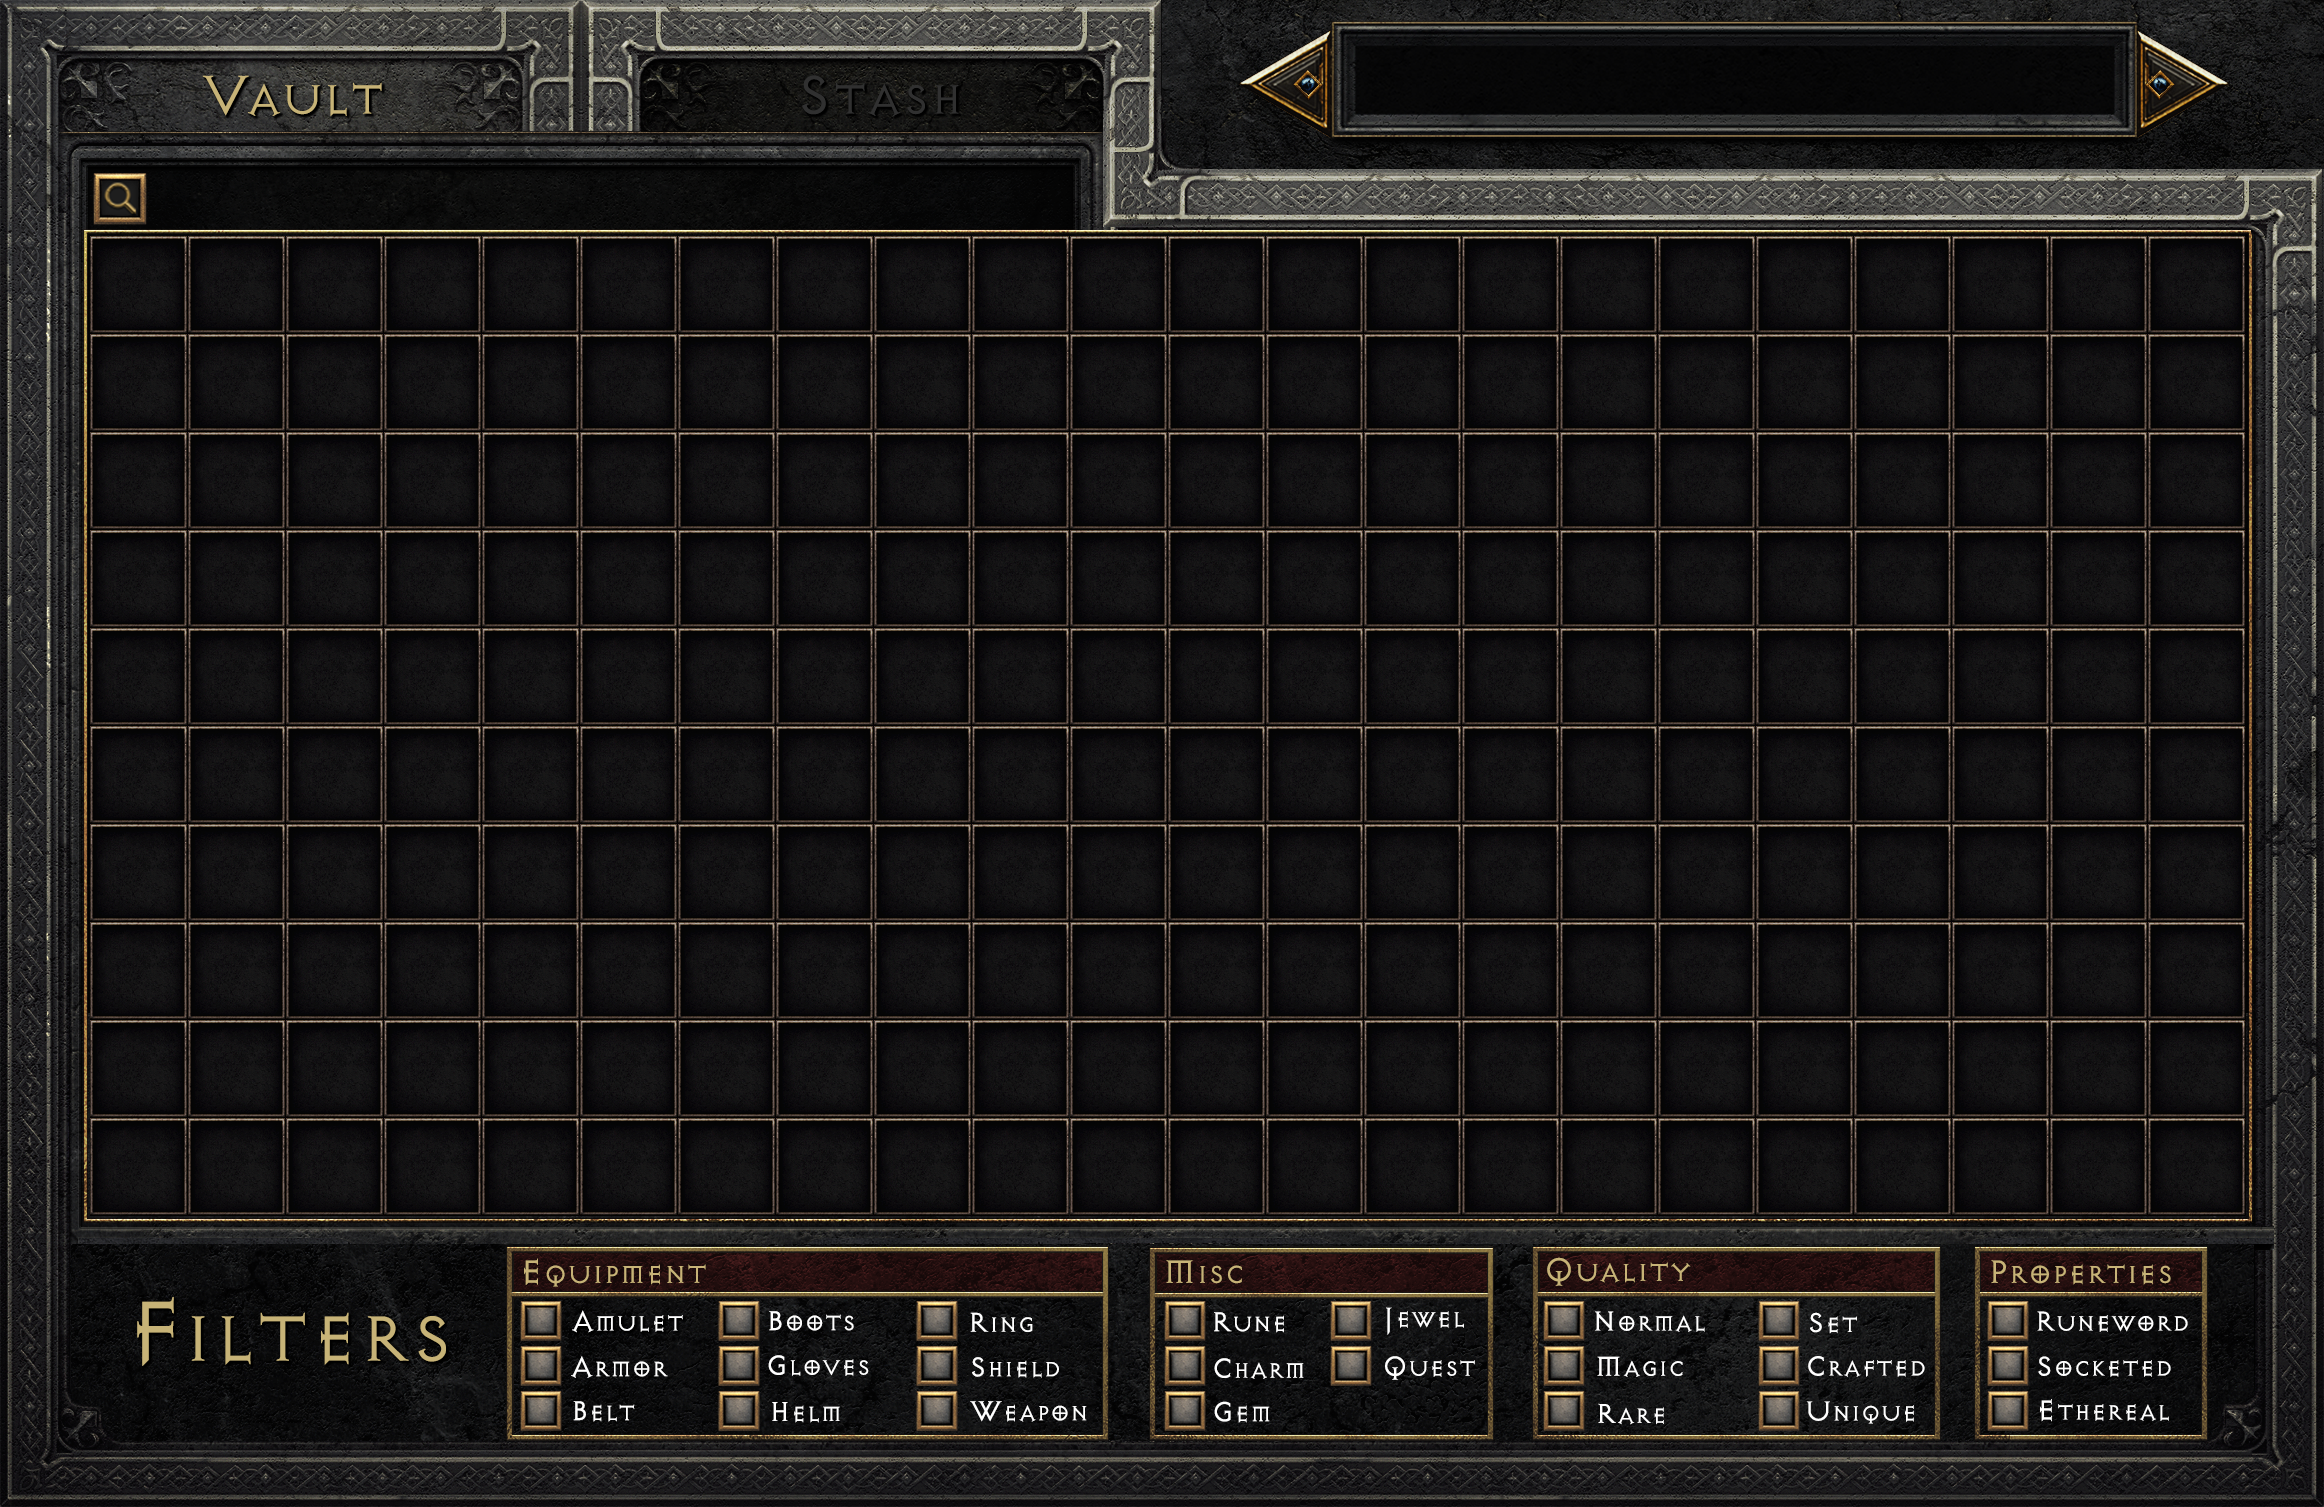 Vault
Stash
Filters
Equipment
Amulet
Boots
Ring
Armor
Gloves
Shield
Belt
Helm
Weapon
Misc
Rune
Jewel
Charm
Quest
Gem
Quality
Normal
Set
Magic
Crafted
Rare
Unique
Properties
Runeword
Socketed
Ethereal